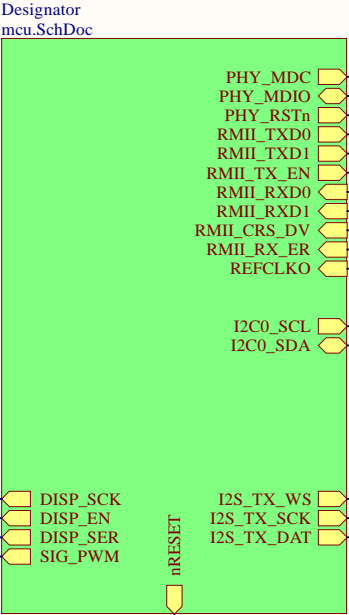 Designator
mcu.SchDoc
PHY_MDC
PHY_MDIO
PHY_RSTn
RMII_TXD0
RMII_TXD1
RMII_TX_EN
RMII_RXD0
RMII_RXD1
RMII_CRS_DV
RMII_RX_ER
REFCLKO
I2C0_SCL
I2C0_SDA
DISP_SCK
DISP_EN
DISP_SER
SIG_PWM
nRESET
I2S_TX_WS
I2S_TX_SCK
I2S_TX_DAT